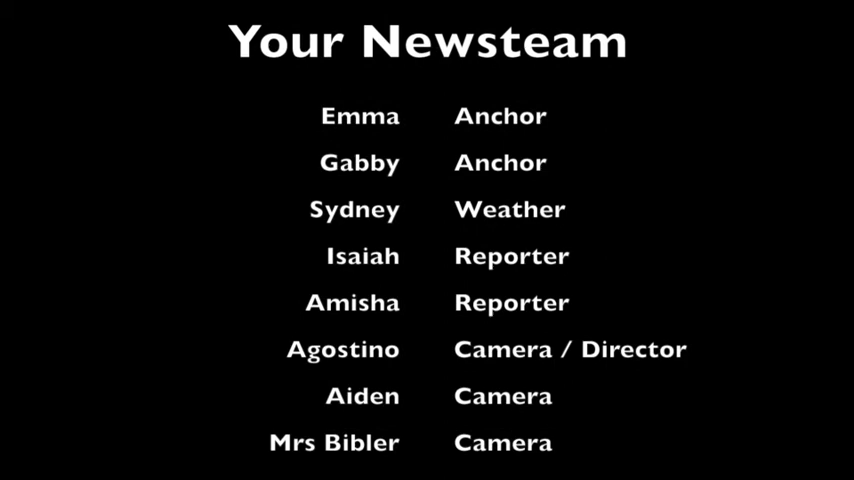 Your Newsteam
Emma Anchor
Gabby Anchor
Sydney Weather
Isaiah Reporter
Amisha Reporter
Agostino Camera / Director
Aiden Camera
Mrs Bibler Camera